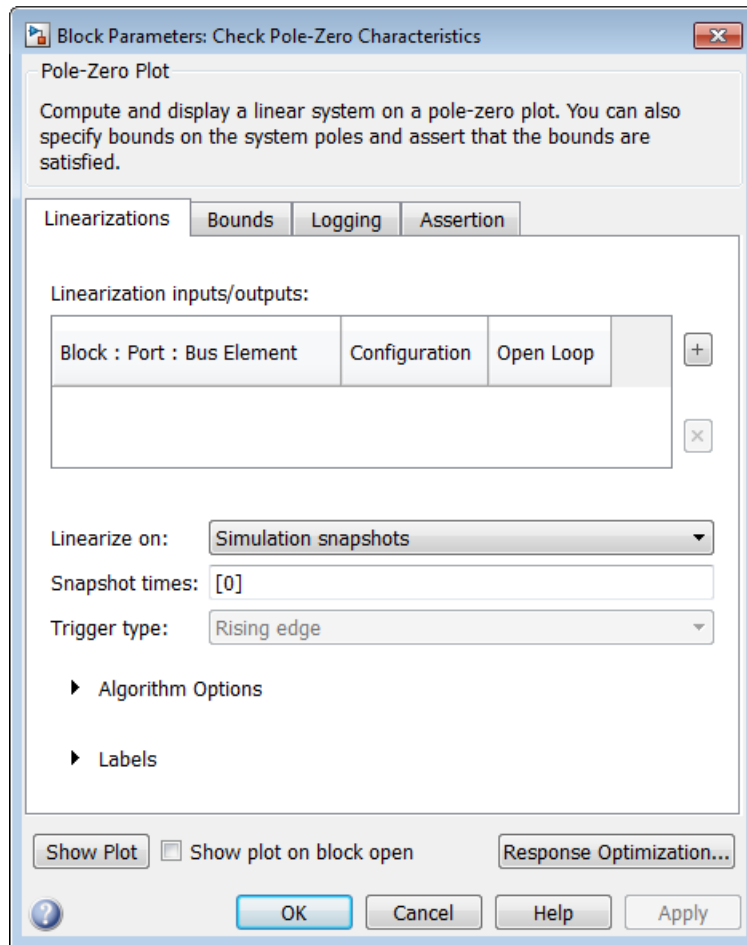 Block Parameters: Check Pole-Zero Characteristics
Pole-Zero Plot
Compute and display a linear system on a pole-zero plot. You can also
specify bounds on the system poles and assert that the bounds are
satisfied.
Linearizations Bounds Logging Assertion
Linearization inputs/outputs:
Block : Port : Bus Element Configuration Open Loop
Linearize on: Simulation snapshots
Snapshot times: [0]
Trigger type: Rising edge
Algorithm Options
Labels
Show Plot Show plot on block open Response Optimization...
OK Cancel Help Apply